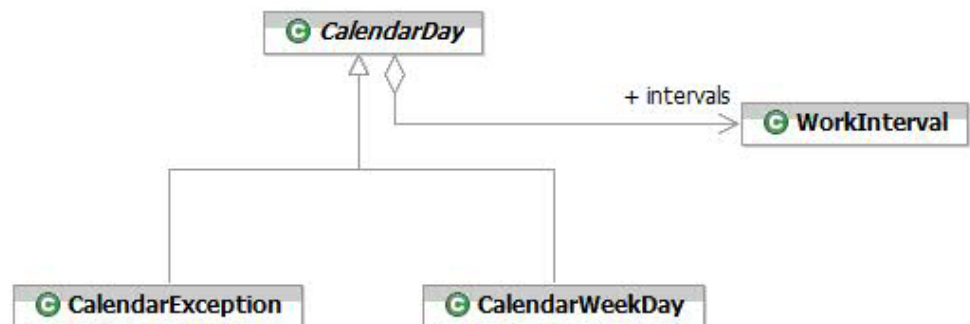 CalendarDay
+ intervals
WorkInterval
CalendarException
CalendarWeekDay